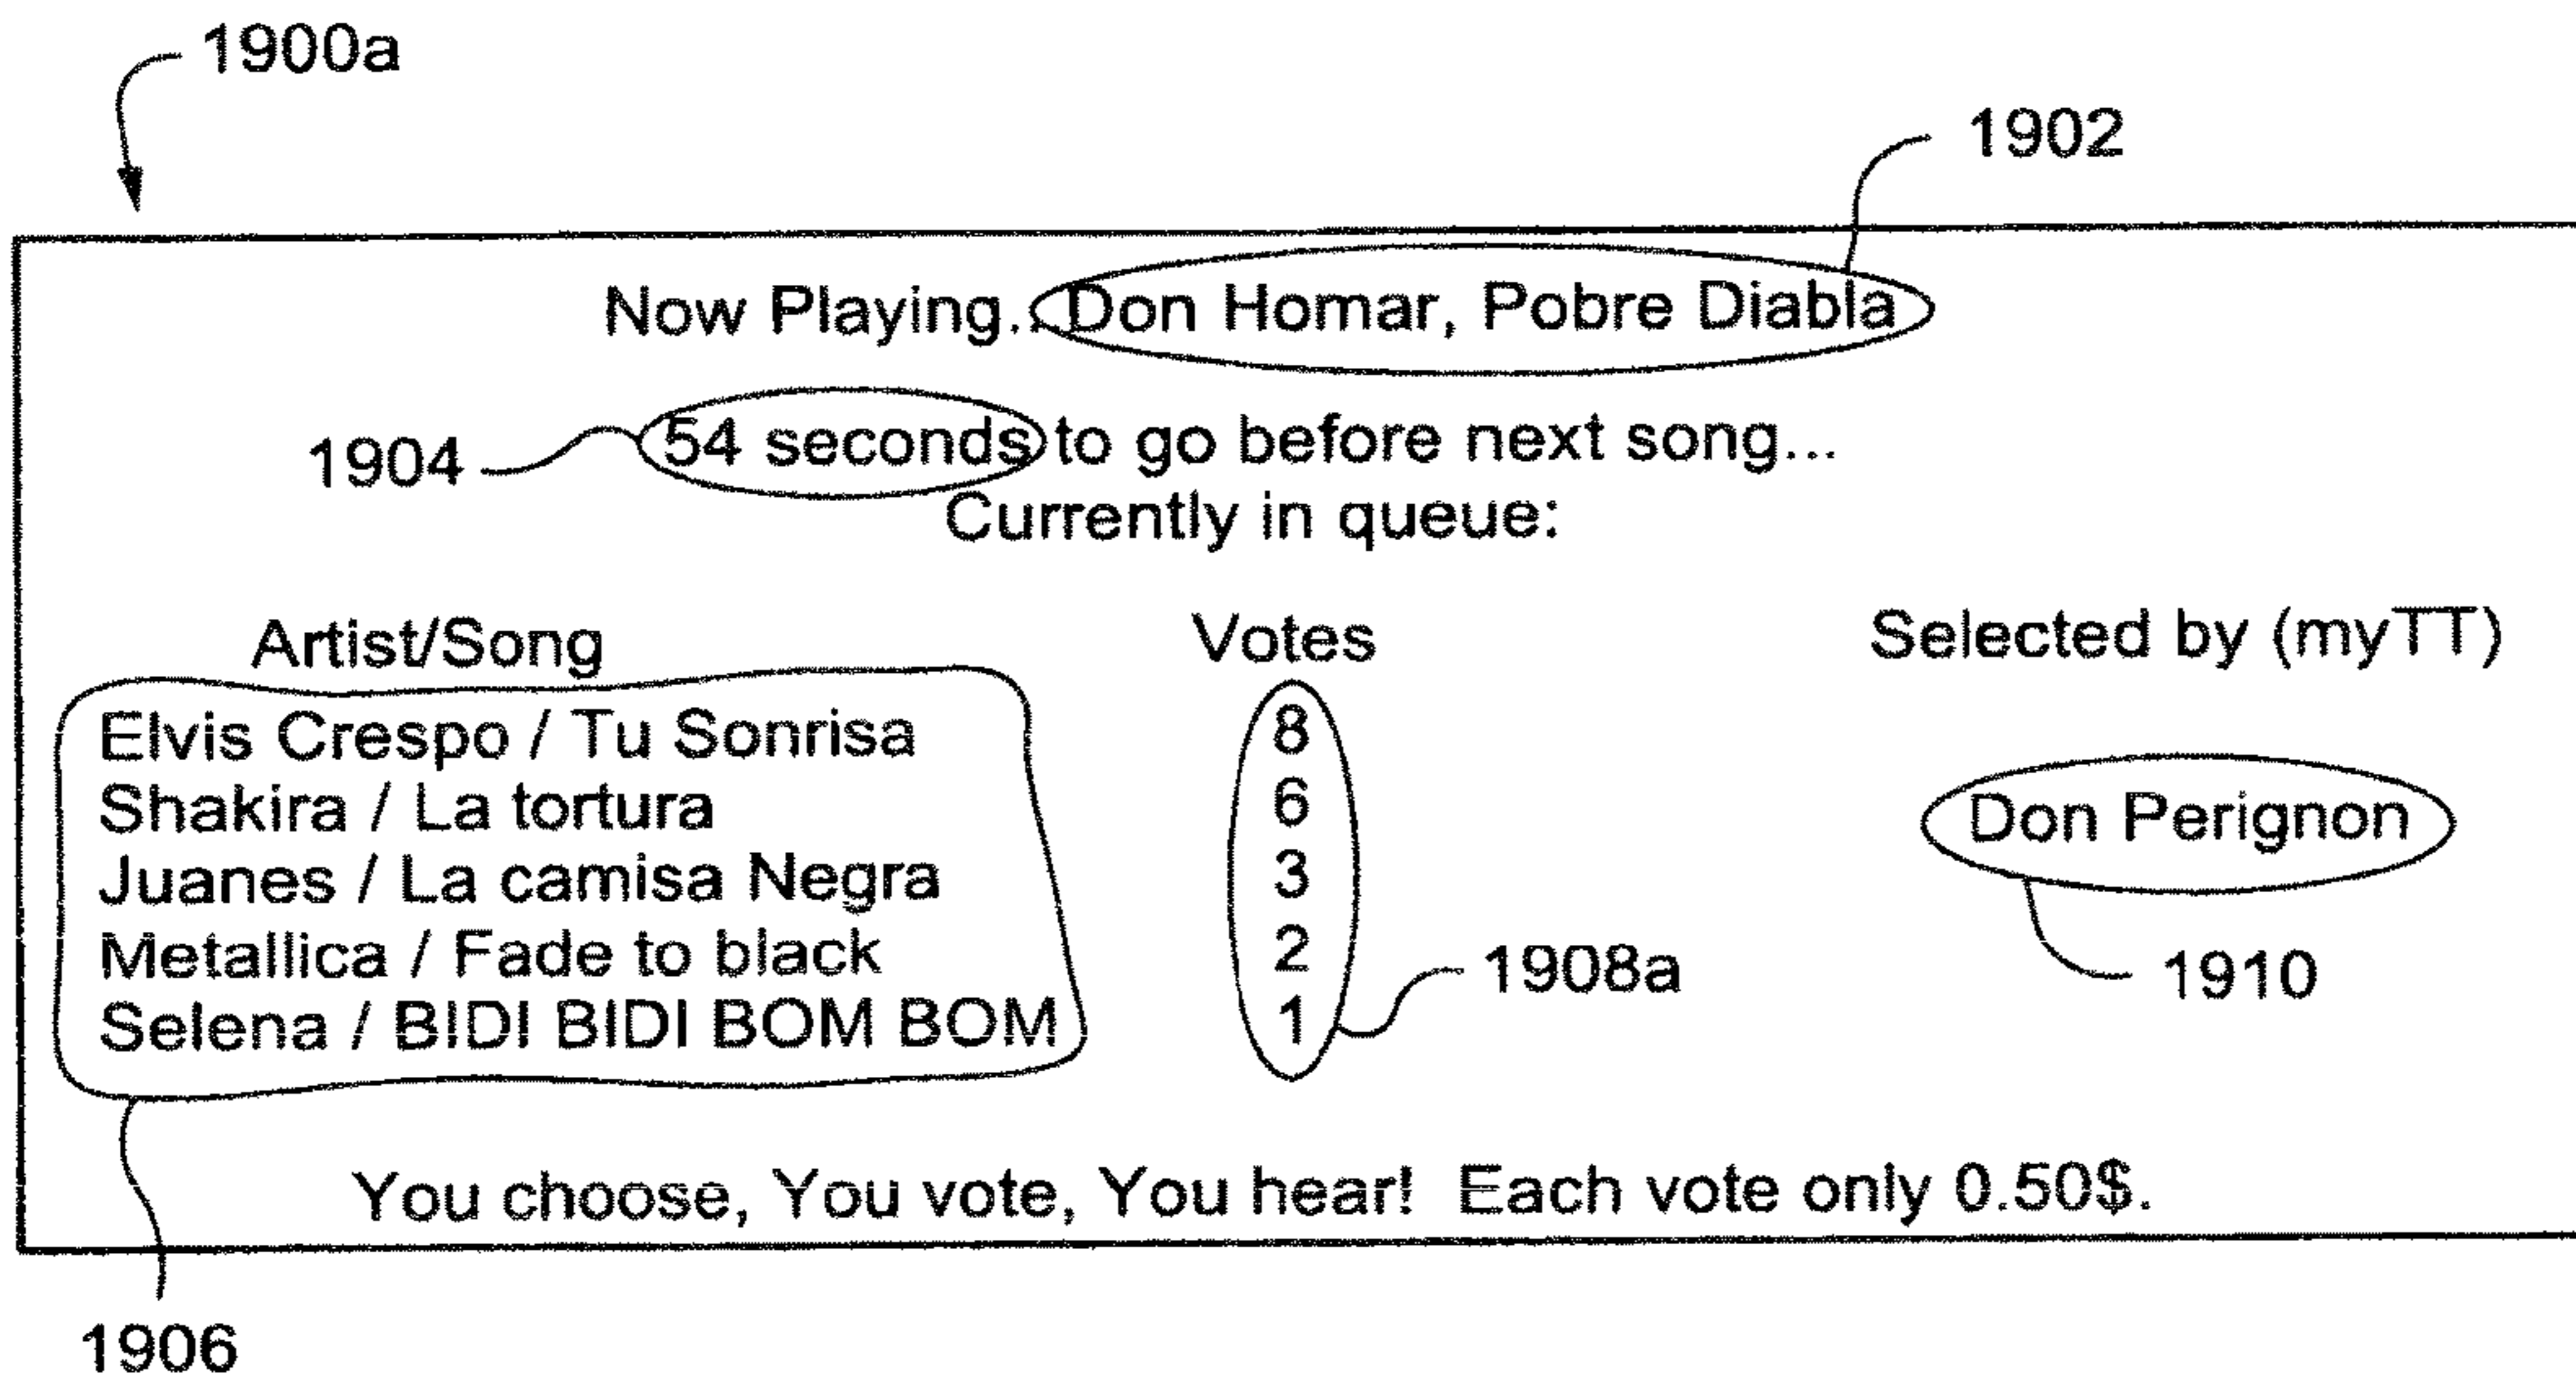 1900a
1902
Now Playing... Don Homar, Pobre Diabla
1904 54 seconds to go before next song...
Currently in queue:
Artist/Song Votes Selected by (myTT)
Elvis Crespo / Tu Sonrisa 8
Shakira / La tortura 6 Don Perignon
Juanes / La camisa Negra 3
Metallica / Fade to black 2 1908a 1910
Selena / BIDI BIDI BOM BOM 1
You choose, You vote, You hear! Each vote only 0.50$.
1906